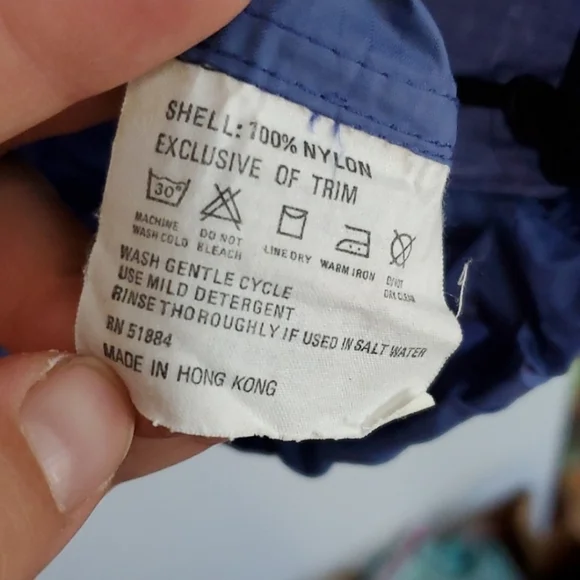 SHELL: 100% NYLON
EXCLUSIVE OF TRIM
30°
MACHINE WASH COLD
DO NOT BLEACH
LINE DRY
WARM IRON
DO NOT DRY CLEAN
WASH GENTLE CYCLE
USE MILD DETERGENT
RINSE THOROUGHLY IF USED IN SALT WATER
RN 51884
MADE IN HONG KONG